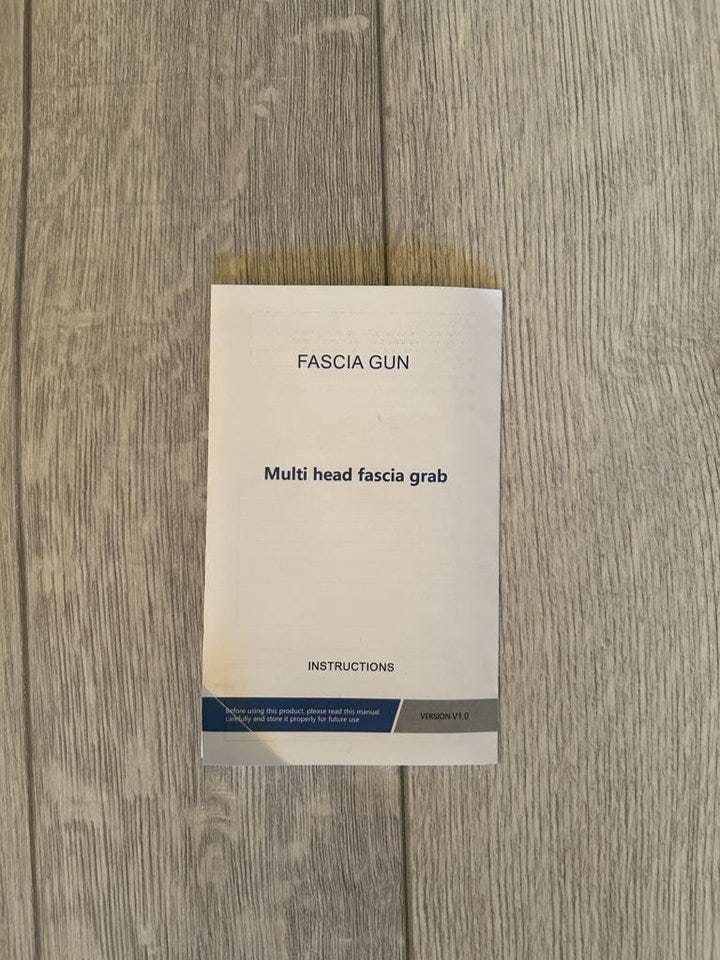 FASCIA GUN
Multi head fascia grab
INSTRUCTIONS
Before using this product, please read this manual
carefully and store it properly for future use
VERSION V1.0